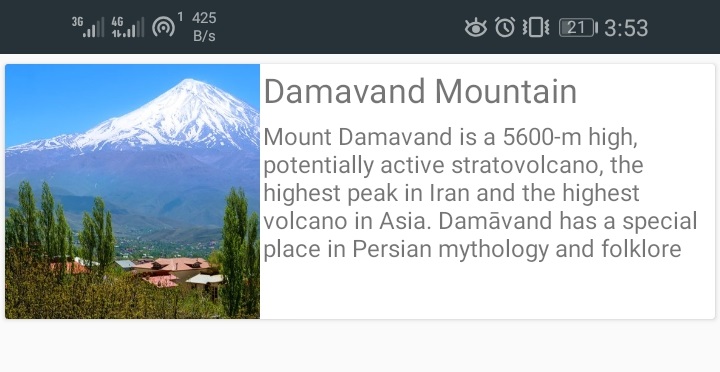 3G 4G 1 425 B/s 21 3:53
Damavand Mountain
Mount Damavand is a 5600-m high,
potentially active stratovolcano, the
highest peak in Iran and the highest
volcano in Asia. Damāvand has a special
place in Persian mythology and folklore